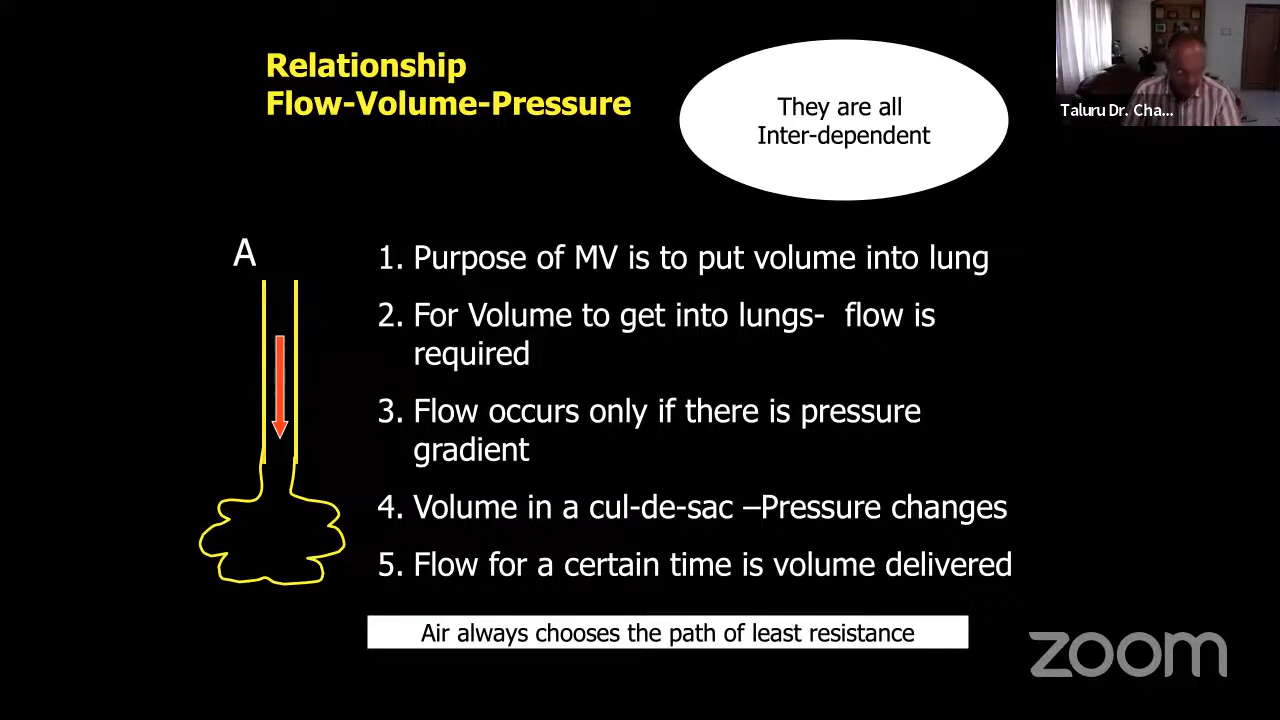 Relationship
Flow-Volume-Pressure
They are all
Inter-dependent
Taluru Dr. Cha...
A
1. Purpose of MV is to put volume into lung
2. For Volume to get into lungs- flow is
required
3. Flow occurs only if there is pressure
gradient
4. Volume in a cul-de-sac –Pressure changes
5. Flow for a certain time is volume delivered
Air always chooses the path of least resistance
zoom